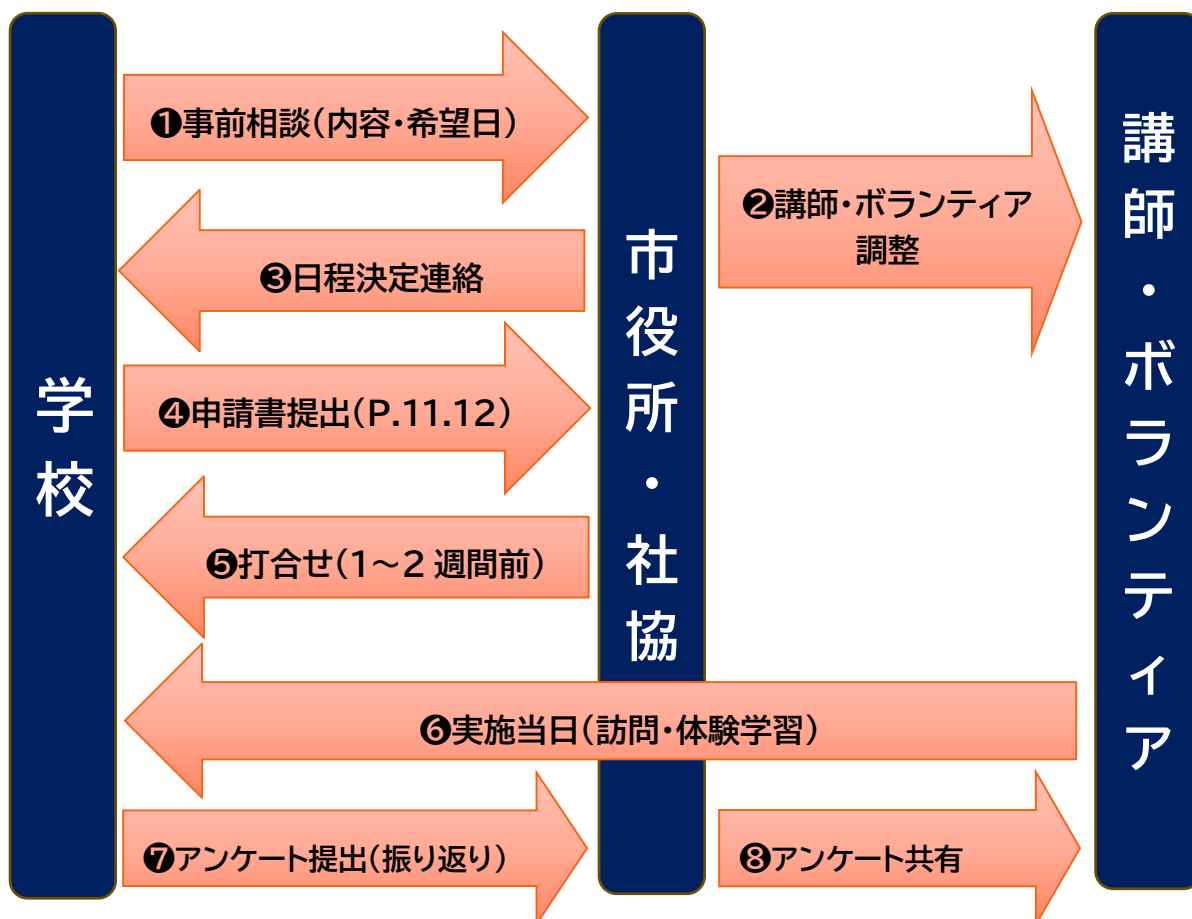 学校
市役所・社協
講師・ボランティア
❶事前相談(内容・希望日)
❷講師・ボランティア
調整
❸日程決定連絡
❹申請書提出(P.11.12)
❺打合せ(1～2 週間前)
❻実施当日(訪問・体験学習)
❼アンケート提出(振り返り)
❽アンケート共有